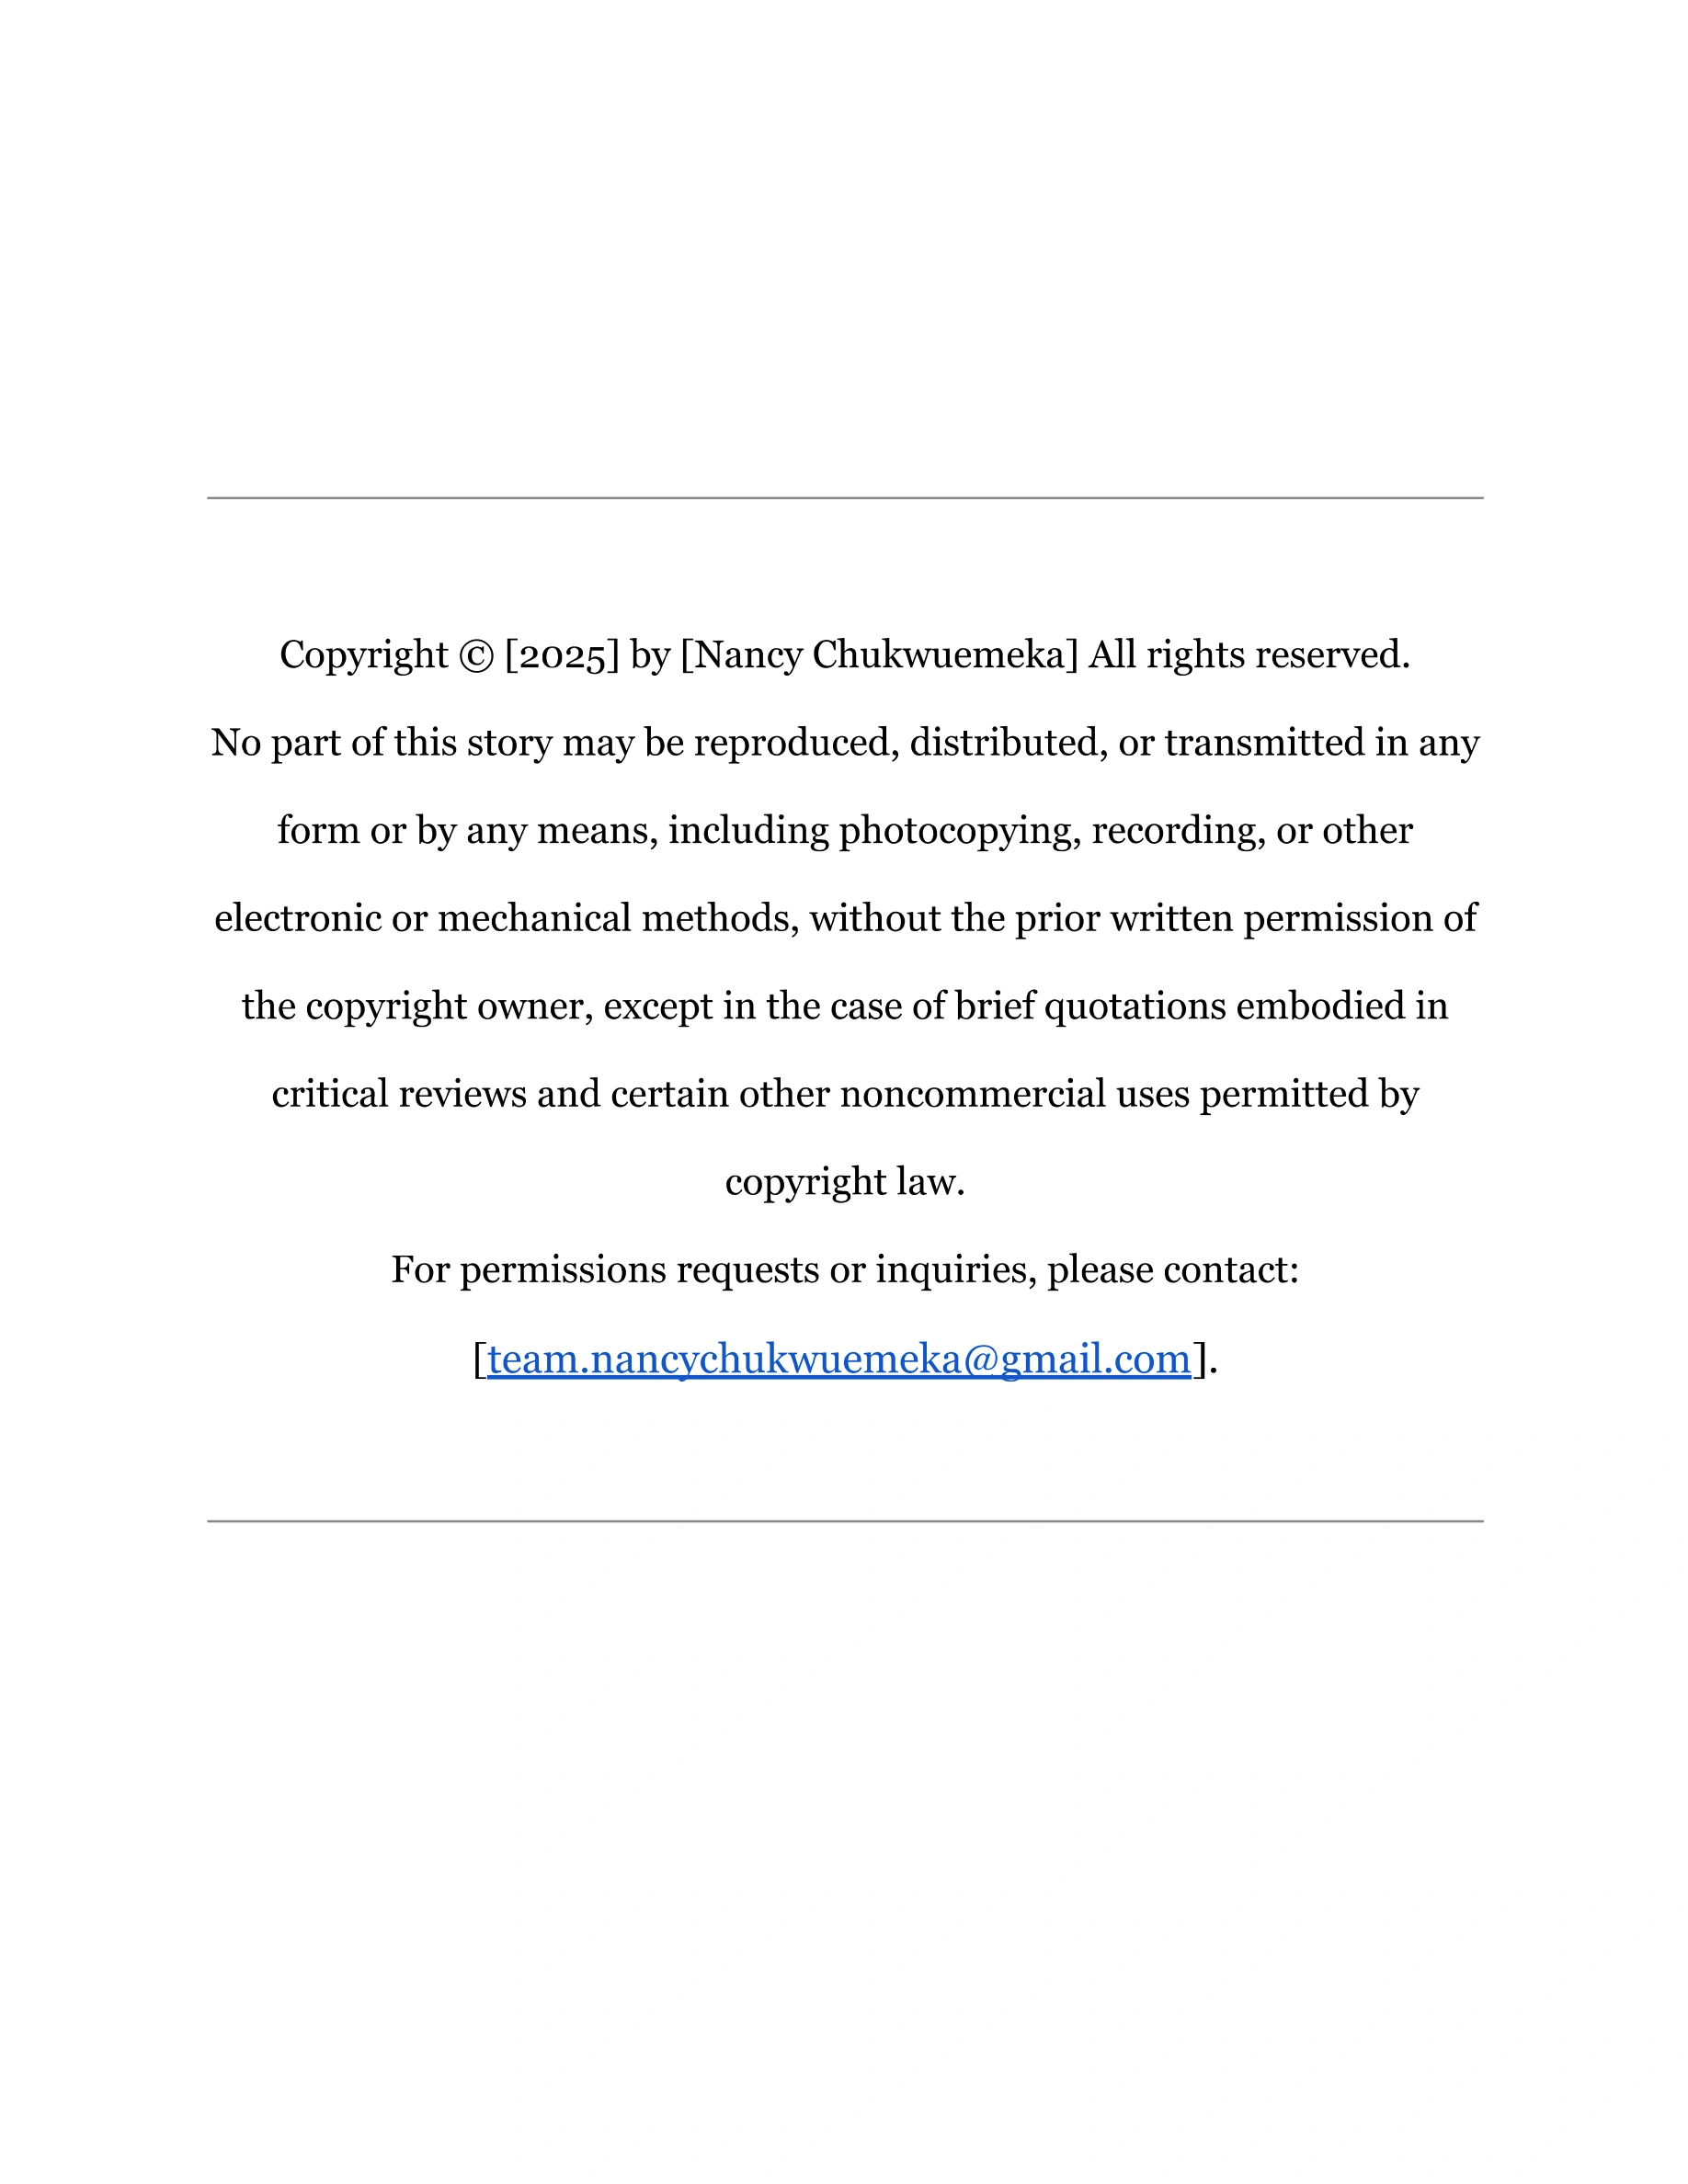 Copyright © [2025] by [Nancy Chukwuemeka] All rights reserved.
No part of this story may be reproduced, distributed, or transmitted in any
form or by any means, including photocopying, recording, or other
electronic or mechanical methods, without the prior written permission of
the copyright owner, except in the case of brief quotations embodied in
critical reviews and certain other noncommercial uses permitted by
copyright law.
For permissions requests or inquiries, please contact:
[team.nancychukwuemeka@gmail.com].